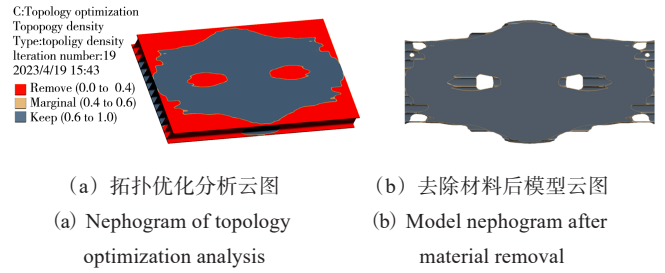 C:Topology optimization
Topopogy density
Type:topoligy density
Iteration number:19
2023/4/19 15:43
Remove (0.0 to 0.4)
Marginal (0.4 to 0.6)
Keep (0.6 to 1.0)
（a）拓扑优化分析云图
(a) Nephogram of topology
optimization analysis
（b）去除材料后模型云图
(b) Model nephogram after
material removal